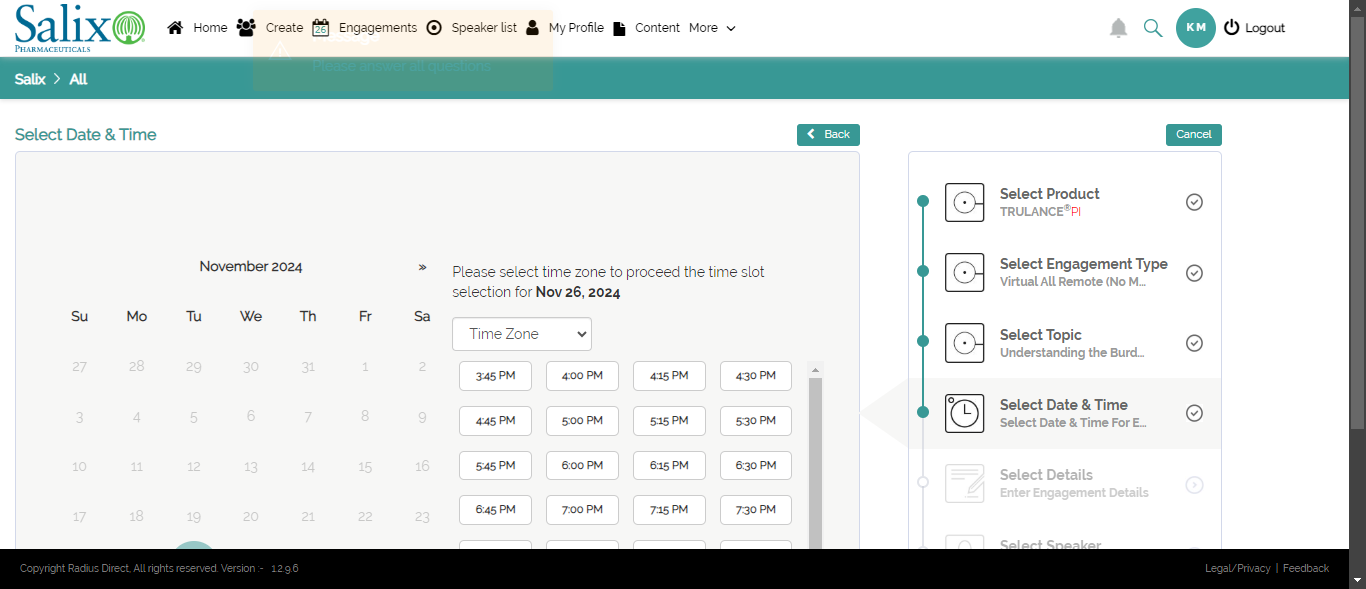 Salix
PHARMACEUTICALS
Home Create 26 Engagements Speaker list My Profile Content More KM Logout
Please answer all questions
Salix > All
Select Date & Time
Back
Cancel
November 2024 »
Su Mo Tu We Th Fr Sa
27 28 29 30 31 1 2
3 4 5 6 7 8 9
10 11 12 13 14 15 16
17 18 19 20 21 22 23
Please select time zone to proceed the time slot
selection for Nov 26, 2024
Time Zone
3:45 PM 4:00 PM 4:15 PM 4:30 PM
4:45 PM 5:00 PM 5:15 PM 5:30 PM
5:45 PM 6:00 PM 6:15 PM 6:30 PM
6:45 PM 7:00 PM 7:15 PM 7:30 PM
Select Product
TRULANCE®PI
Select Engagement Type
Virtual All Remote (No M...
Select Topic
Understanding the Burd...
Select Date & Time
Select Date & Time For E...
Select Details
Enter Engagement Details
Select Speaker
Copyright Radius Direct, All rights reserved. Version - 1.2.9.6
Legal/Privacy | Feedback